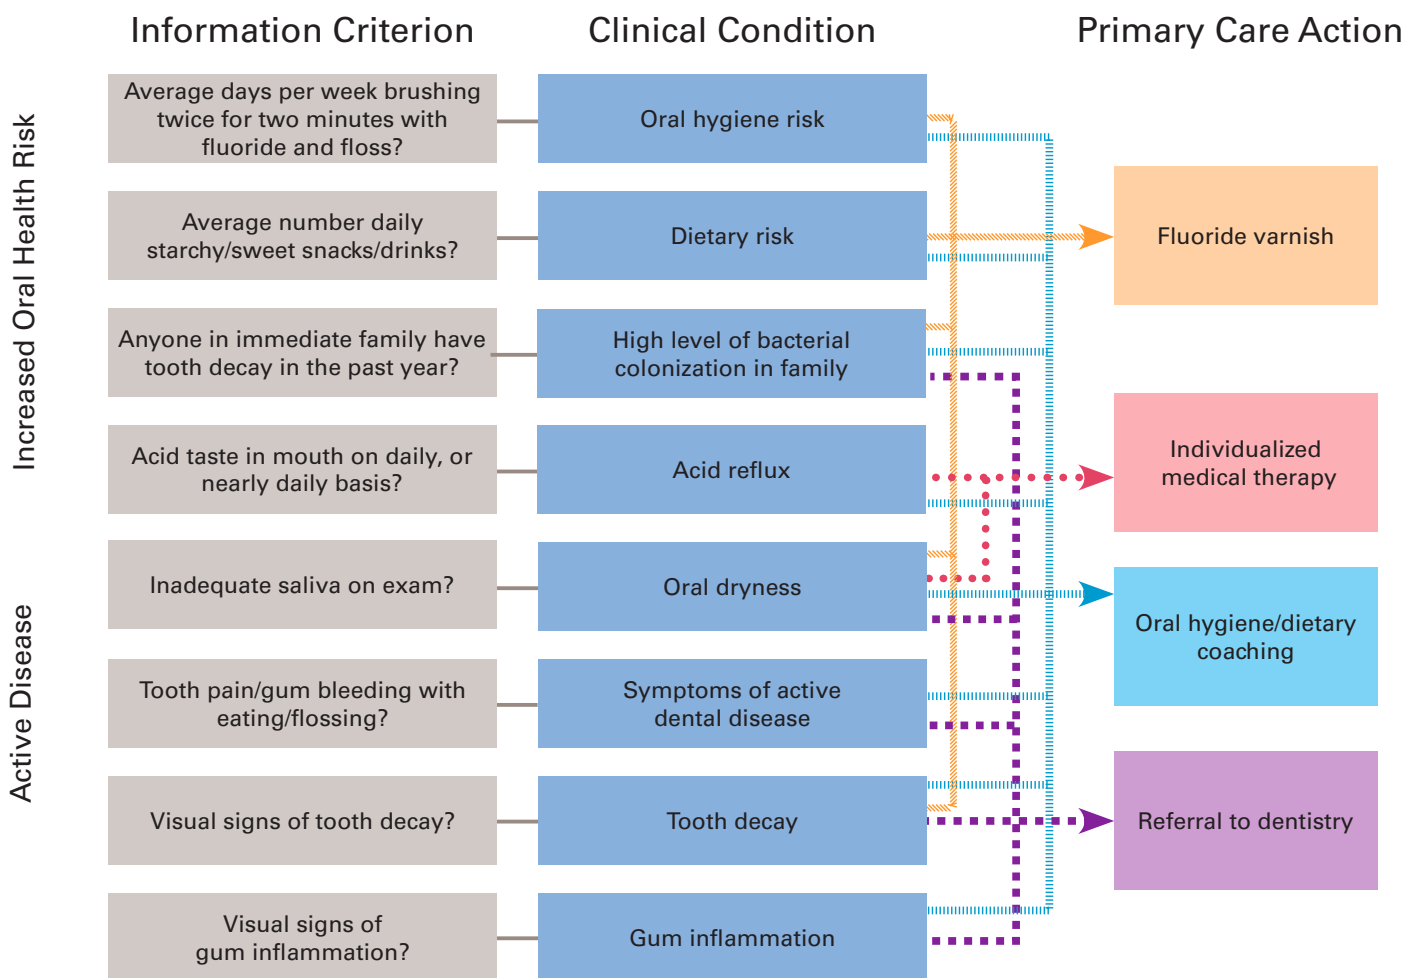 Information Criterion
Clinical Condition
Primary Care Action
Increased Oral Health Risk
Average days per week brushing
twice for two minutes with
fluoride and floss?
Oral hygiene risk
Average number daily
starchy/sweet snacks/drinks?
Dietary risk
Fluoride varnish
Anyone in immediate family have
tooth decay in the past year?
High level of bacterial
colonization in family
Acid taste in mouth on daily, or
nearly daily basis?
Acid reflux
Individualized
medical therapy
Active Disease
Inadequate saliva on exam?
Oral dryness
Oral hygiene/dietary
coaching
Tooth pain/gum bleeding with
eating/flossing?
Symptoms of active
dental disease
Visual signs of tooth decay?
Tooth decay
Referral to dentistry
Visual signs of
gum inflammation?
Gum inflammation